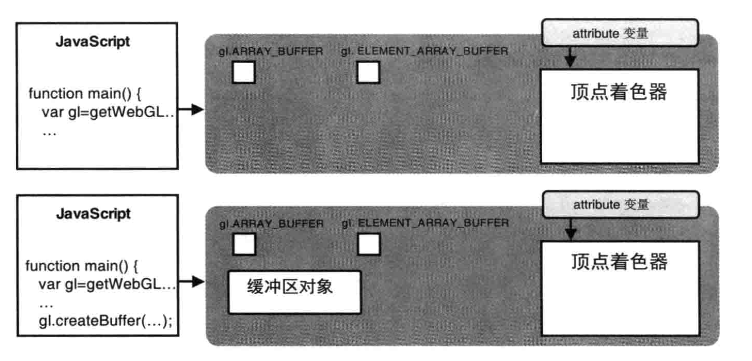 JavaScript
function main() {
var gl=getWebGL...
...
gl.ARRAY_BUFFER
gl. ELEMENT_ARRAY_BUFFER
attribute 变量
顶点着色器
JavaScript
function main() {
var gl=getWebGL...
...
gl.createBuffer(...);
gl.ARRAY_BUFFER
gl. ELEMENT_ARRAY_BUFFER
缓冲区对象
attribute 变量
顶点着色器